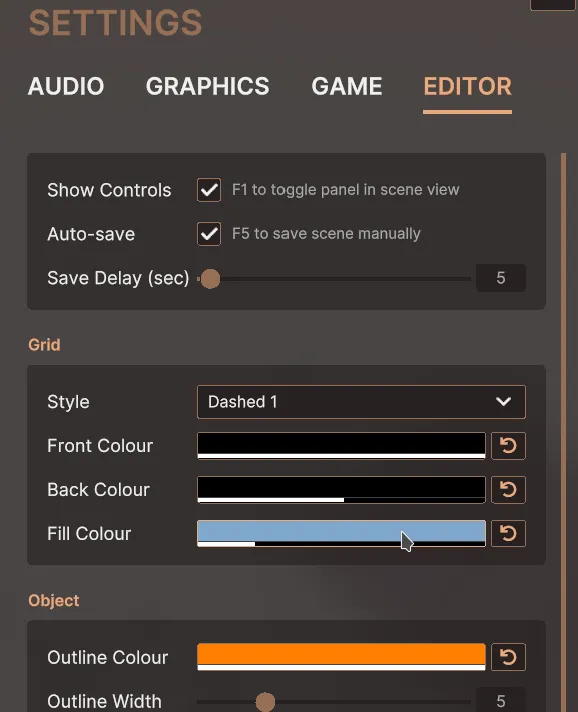 SETTINGS
AUDIO GRAPHICS GAME EDITOR
Show Controls F1 to toggle panel in scene view
Auto-save F5 to save scene manually
Save Delay (sec) 5
Grid
Style Dashed 1
Front Colour
Back Colour
Fill Colour
Object
Outline Colour
Outline Width 5